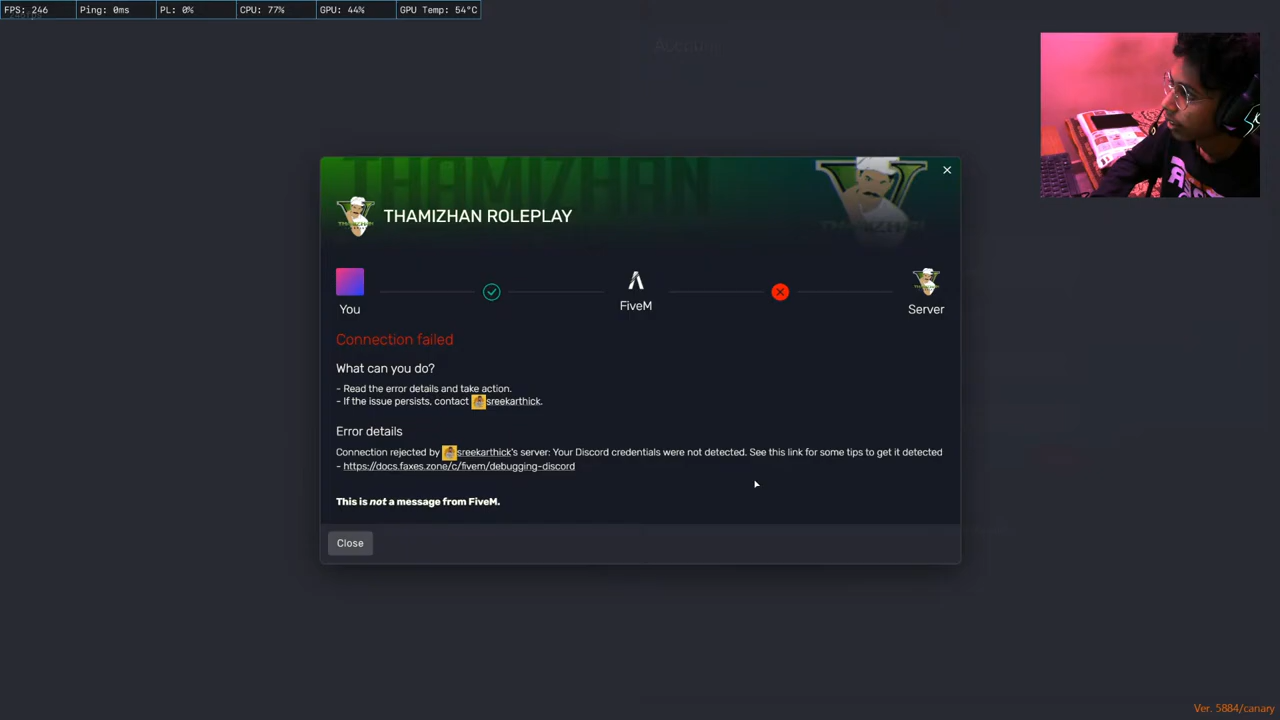 FPS: 246 Ping: 0ms PL: 0% CPU: 77% GPU: 44% GPU Temp: 54°C
Account
THAMIZHAN
THAMIZHAN ROLEPLAY
You
FiveM
Server
Connection failed
What can you do?
- Read the error details and take action.
- If the issue persists, contact sreekarthick.
Error details
Connection rejected by sreekarthick's server: Your Discord credentials were not detected. See this link for some tips to get it detected
- https://docs.faxes.zone/c/fivem/debugging-discord
This is not a message from FiveM.
Close
Ver. 5884/canary